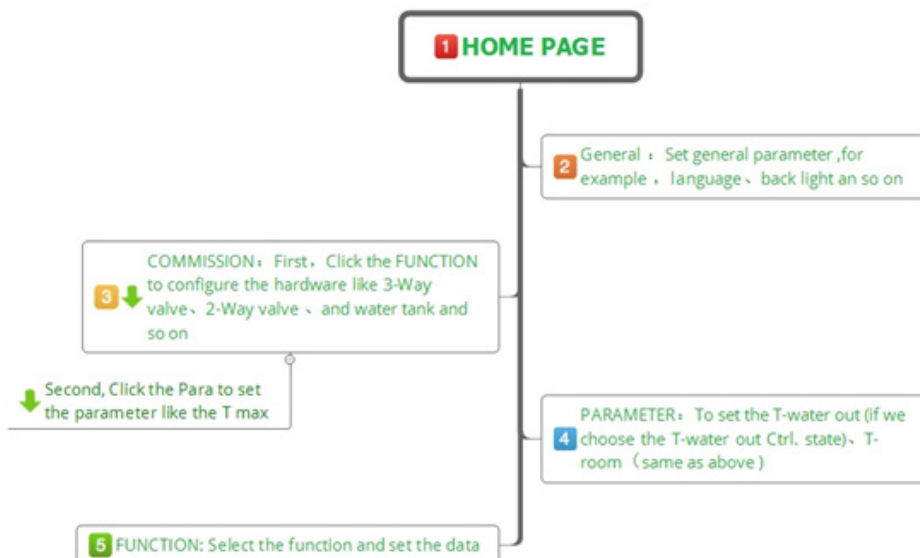 1 HOME PAGE
2 General： Set general parameter ,for
example ，language、back light an so on
3 COMMISSION：First，Click the FUNCTION
to configure the hardware like 3-Way
valve、2-Way valve 、and water tank and
so on
Second, Click the Para to set
the parameter like the T max
4 PARAMETER：To set the T-water out (if we
choose the T-water out Ctrl. state)、T-
room（same as above）
5 FUNCTION: Select the function and set the data